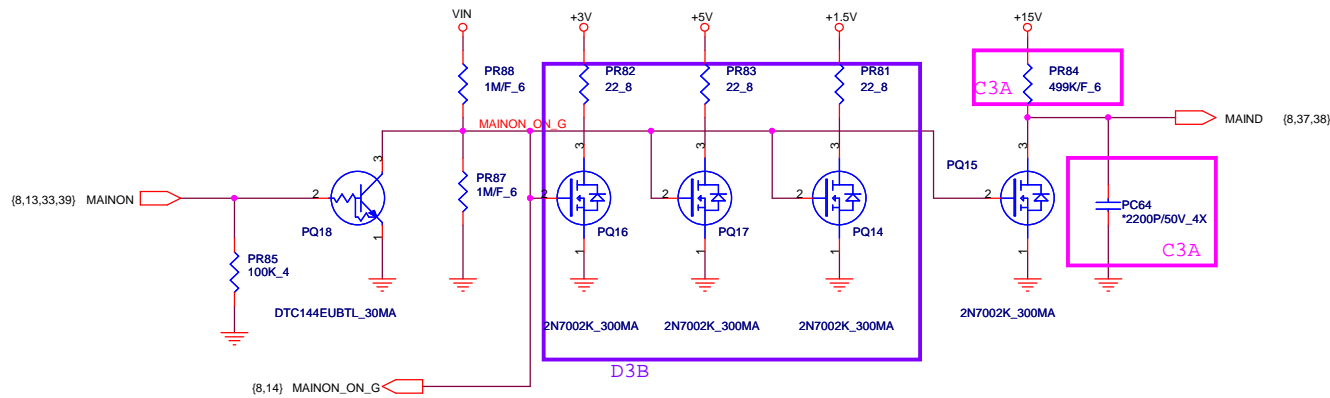 VIN +3V +5V +1.5V +15V
PR88 PR82 PR83 PR81 PR84
1M/F_6 22_8 22_8 22_8 499K/F_6
C3A
MAINON_ON_G
MAIND {8,37,38}
3 3 3 3 3
PR87
1M/F_6
PQ15
{8,13,33,39} MAINON
2 2 2 2 2
PC64
*2200P/50V_4X
PQ18 PQ16 PQ17 PQ14
1 1 1 1 1
C3A
PR85
100K_4
DTC144EUBTL_30MA
2N7002K_300MA 2N7002K_300MA 2N7002K_300MA 2N7002K_300MA
D3B
{8,14} MAINON_ON_G